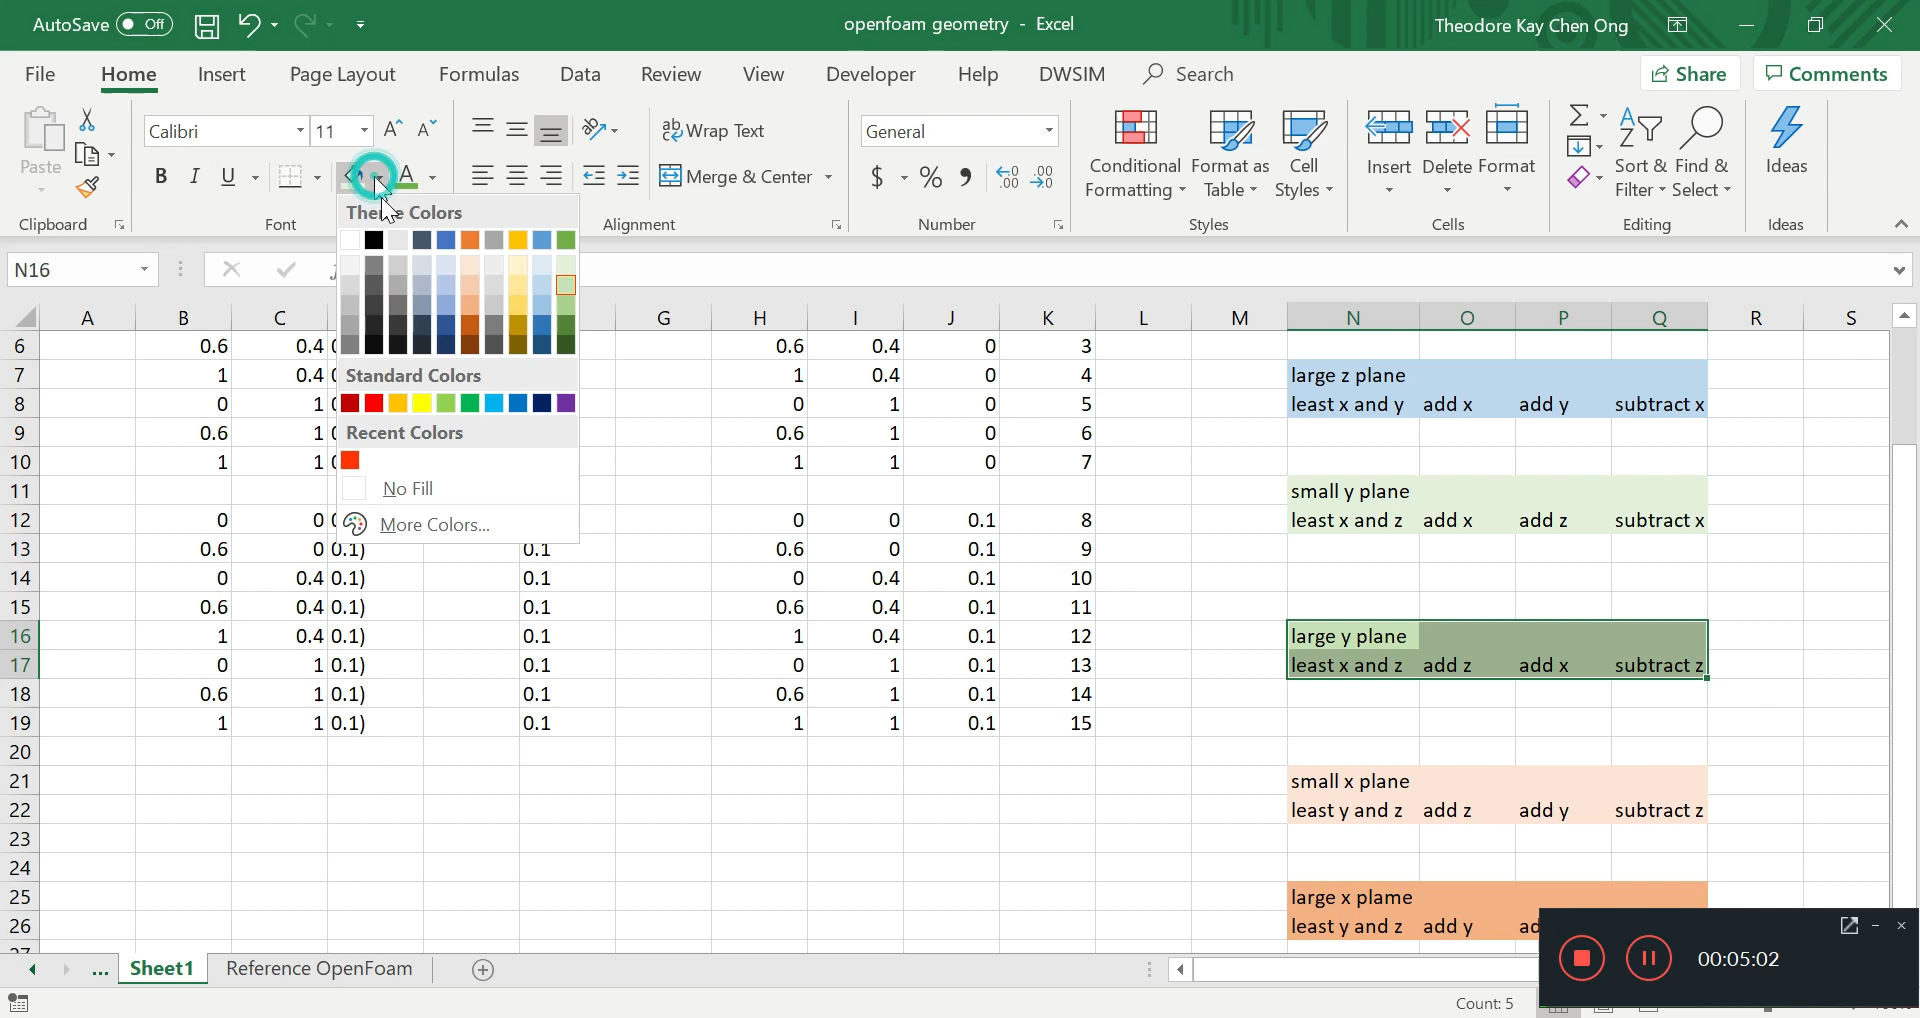 AutoSave Off openfoam geometry - Excel Theodore Kay Chen Ong
File Home Insert Page Layout Formulas Data Review View Developer Help DWSIM Search Share Comments
Paste Calibri 11 A A ab Wrap Text General Conditional Formatting Format as Table Cell Styles Insert Delete Format Sort & Filter Find & Select Ideas
B I U A Merge & Center $ % ,
Clipboard Font Alignment Number Styles Cells Editing Ideas
Theme Colors
N16
A B C G H I J K L M N O P Q R S
6 0.6 0.4 0.6 0.4 0 3
7 1 0.4 1 0.4 0 4 large z plane
Standard Colors
8 0 1 0 1 0 5 least x and y add x add y subtract x
9 0.6 1 0.6 1 0 6
Recent Colors
10 1 1 1 1 0 7
No Fill
11 small y plane
More Colors...
12 0 0 0 0 0.1 8 least x and z add x add z subtract x
13 0.6 0 0.1) 0.1 0.6 0 0.1 9
14 0 0.4 0.1) 0.1 0 0.4 0.1 10
15 0.6 0.4 0.1) 0.1 0.6 0.4 0.1 11
16 1 0.4 0.1) 0.1 1 0.4 0.1 12 large y plane
17 0 1 0.1) 0.1 0 1 0.1 13 least x and z add z add x subtract z
18 0.6 1 0.1) 0.1 0.6 1 0.1 14
19 1 1 0.1) 0.1 1 1 0.1 15
20
21 small x plane
22 least y and z add z add y subtract z
23
24
25 large x plame
26 least y and z add y
27
... Sheet1 Reference OpenFoam
00:05:02
Count: 5